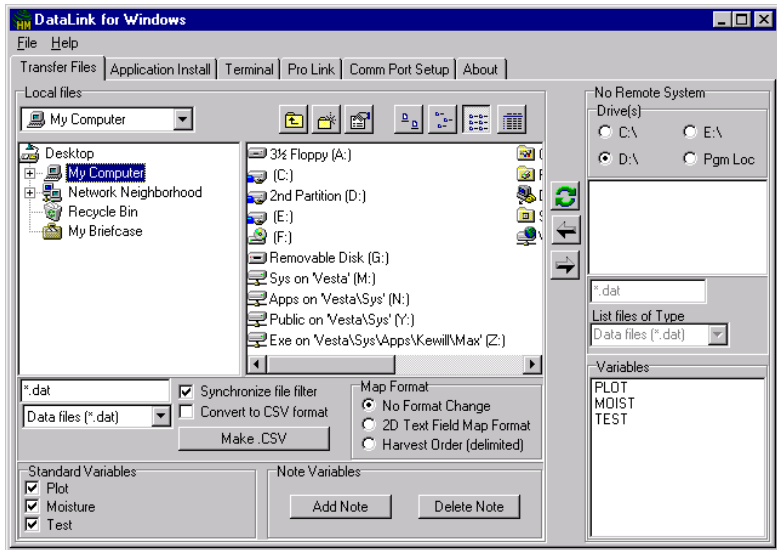 HM DataLink for Windows
File Help
Transfer Files Application Install Terminal Pro Link Comm Port Setup About
Local files
My Computer
Desktop
My Computer
Network Neighborhood
Recycle Bin
My Briefcase
3½ Floppy (A:)
(C:)
2nd Partition (D:)
(E:)
(F:)
Removable Disk (G:)
Sys on 'Vesta' (M:)
Apps on 'Vesta\Sys' (N:)
Public on 'Vesta\Sys' (Y:)
Exe on 'Vesta\Sys\Apps\Kewill\Max' (Z:)
*.dat
Data files (*.dat)
Synchronize file filter
Convert to CSV format
Make .CSV
Map Format
No Format Change
2D Text Field Map Format
Harvest Order (delimited)
Standard Variables
Plot
Moisture
Test
Note Variables
Add Note Delete Note
No Remote System
Drive(s)
C:\ E:\
D:\ Pgm Loc
*.dat
List files of Type
Data files (*.dat)
Variables
PLOT
MOIST
TEST